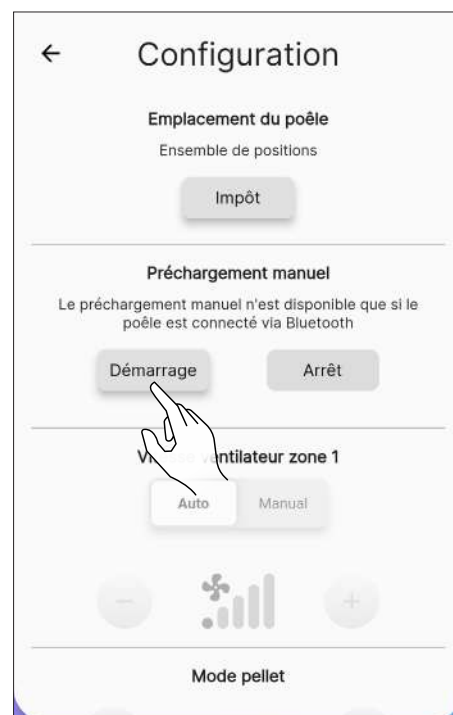 Configuration
Emplacement du poêle
Ensemble de positions
Impôt
Préchargement manuel
Le préchargement manuel n'est disponible que si le
poêle est connecté via Bluetooth
Démarrage Arrêt
ventilateur zone 1
Auto Manual
Mode pellet